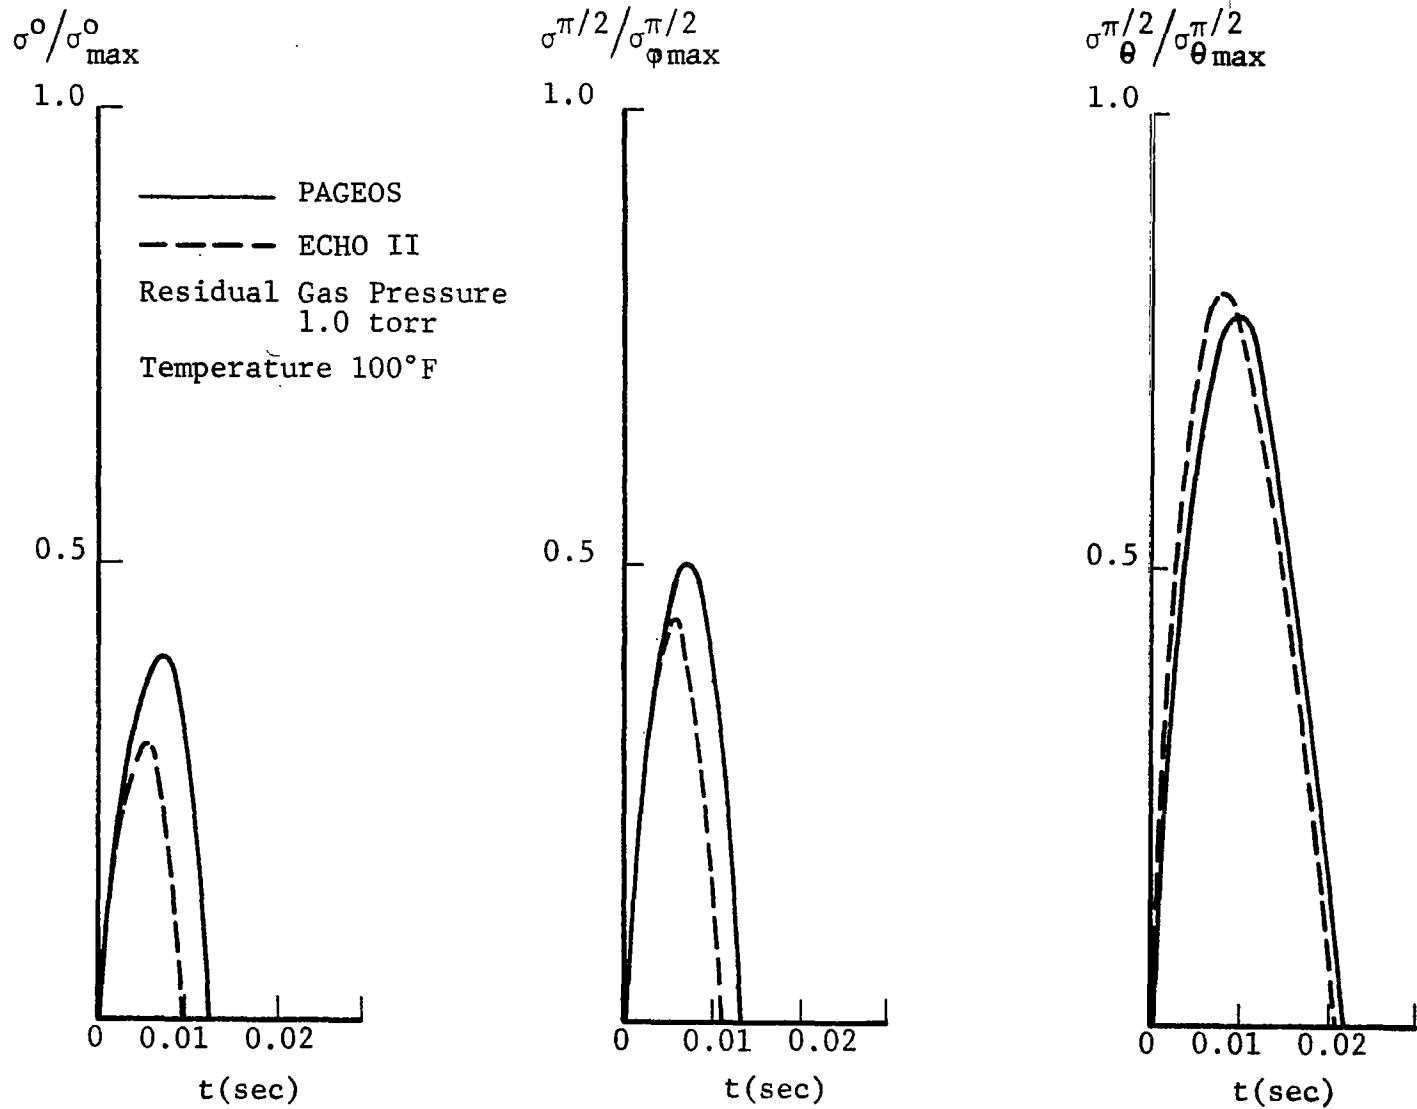 σ⁰/σ⁰max
1.0
PAGEOS
ECHO II
Residual Gas Pressure
1.0 torr
Temperature 100°F
0.5
0 0.01 0.02
t(sec)
σπ/2/σπ/2φmax
1.0
0.5
0 0.01 0.02
t(sec)
σπ/2θ/σπ/2θmax
1.0
0.5
0 0.01 0.02
t(sec)